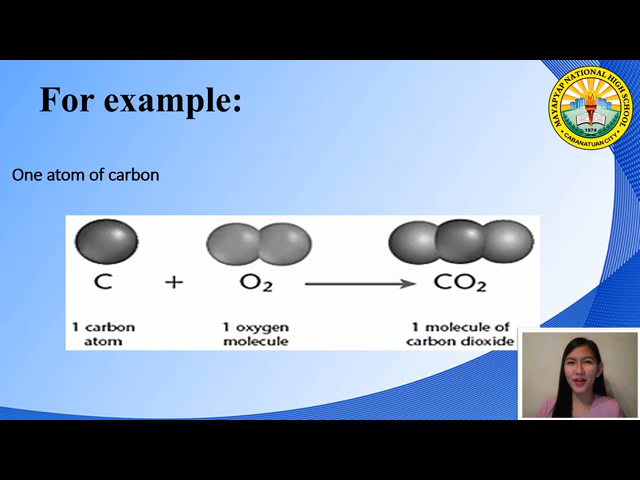 For example:
MAYAPYAP NATIONAL HIGH SCHOOL
1974
CABANATUAN CITY
One atom of carbon
C + O₂ → CO₂
1 carbon atom
1 oxygen molecule
1 molecule of carbon dioxide